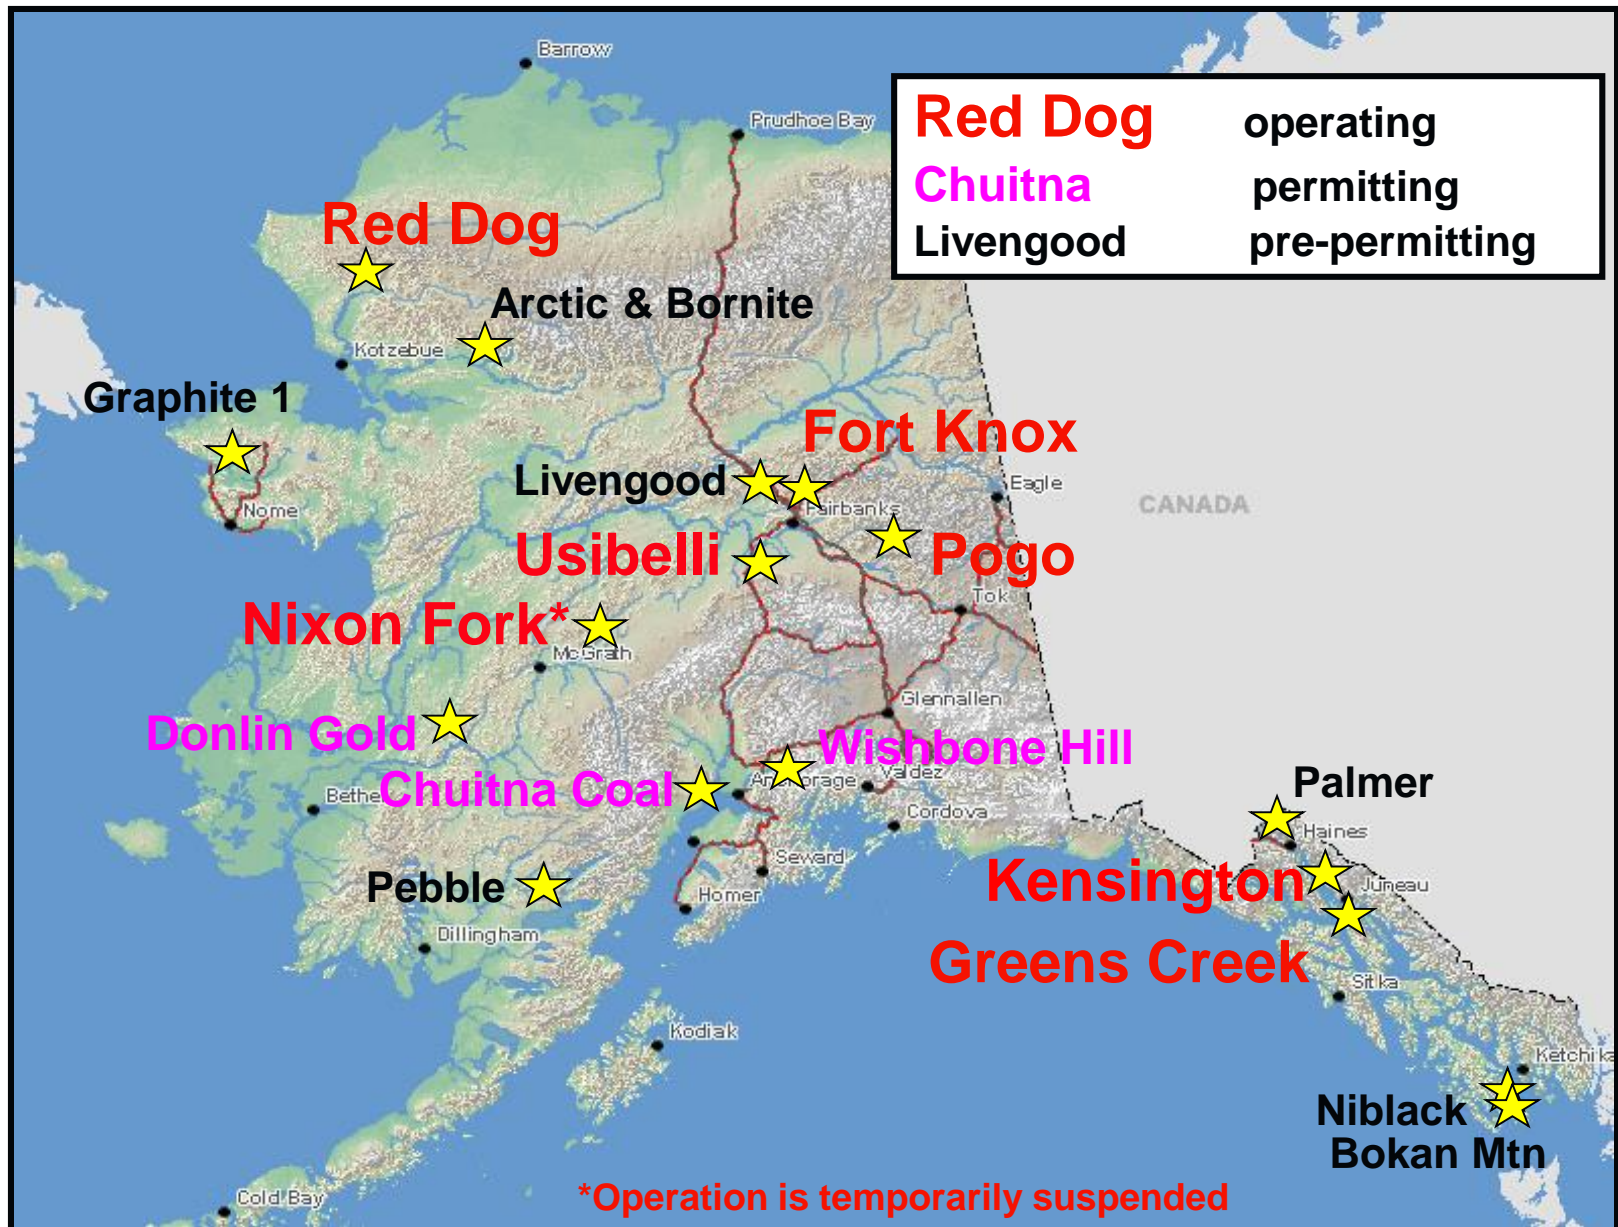 Barrow
Prudhoe Bay
Red Dog operating
Chuitna permitting
Livengood pre-permitting
Red Dog
Arctic & Bornite
Kotzebue
Graphite 1
Fort Knox
Livengood
Eagle
CANADA
Nome
Fairbanks
Usibelli
Pogo
Tok
Nixon Fork*
McGrath
Glennallen
Donlin Gold
Wishbone Hill
Chuitna Coal
Anchorage
Valdez
Bethel
Palmer
Cordova
Haines
Seward
Kensington
Juneau
Pebble
Homer
Dillingham
Greens Creek
Sitka
Kodiak
Ketchika
Niblack
Bokan Mtn
Cold Bay
*Operation is temporarily suspended